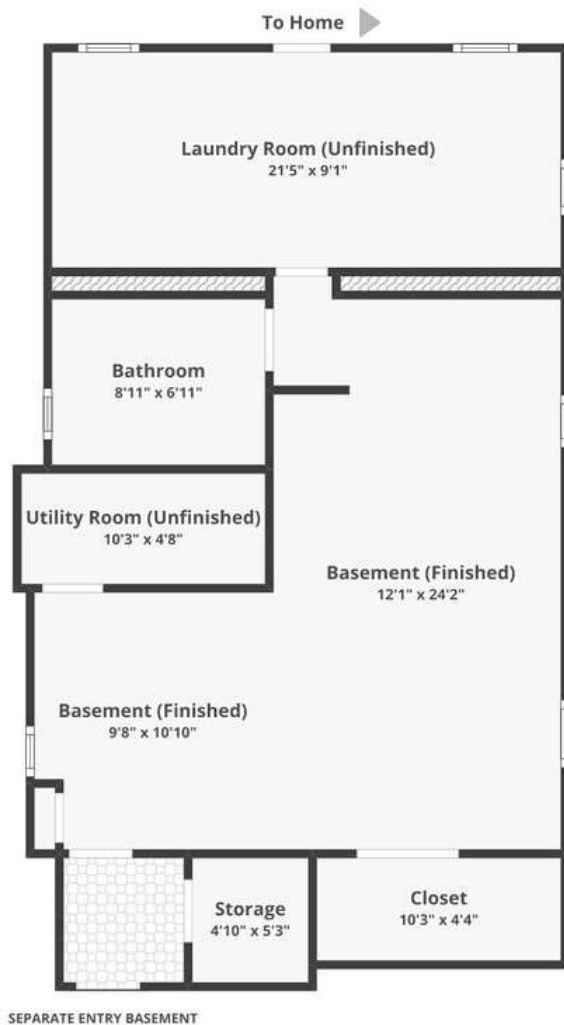 To Home
Laundry Room (Unfinished)
21'5" x 9'1"
Bathroom
8'11" x 6'11"
Utility Room (Unfinished)
10'3" x 4'8"
Basement (Finished)
12'1" x 24'2"
Basement (Finished)
9'8" x 10'10"
Storage
4'10" x 5'3"
Closet
10'3" x 4'4"
SEPARATE ENTRY BASEMENT